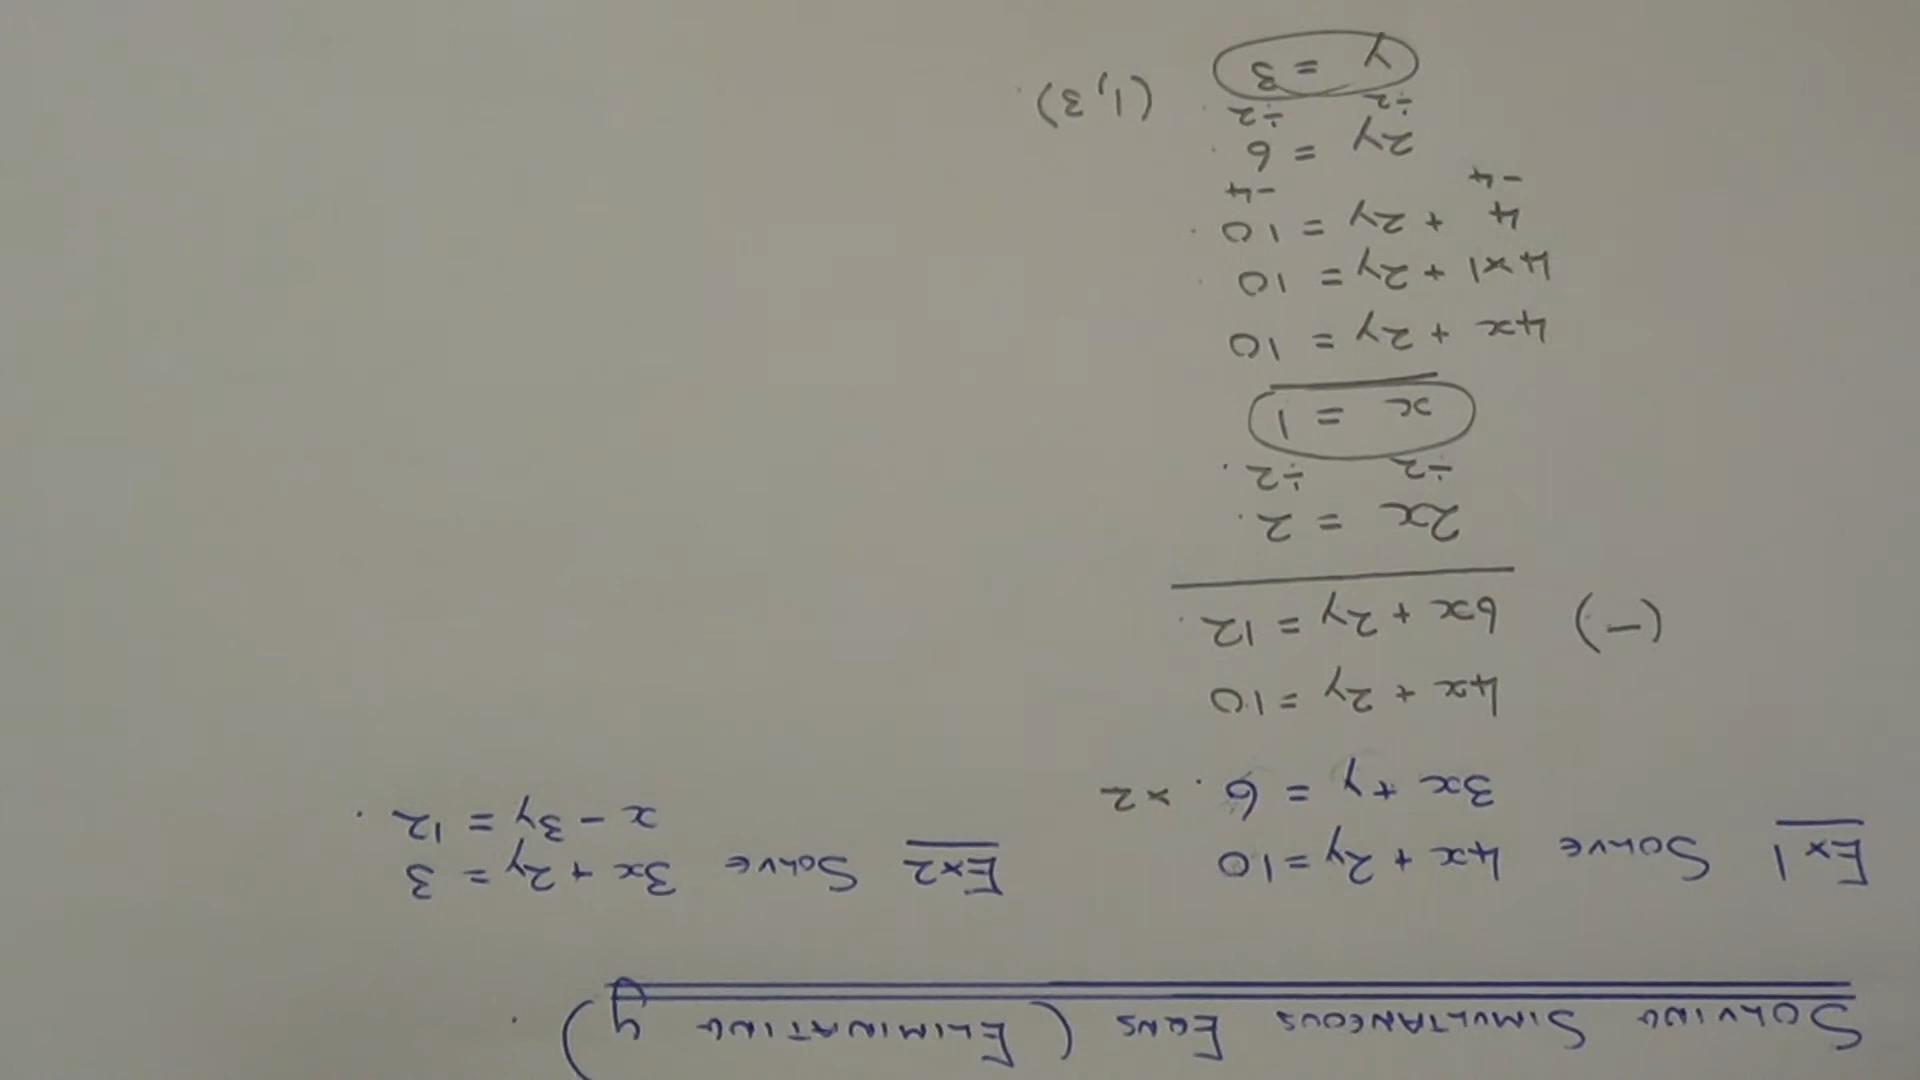 SOLVING SIMULTANEOUS EQNS (ELIMINATING y)
Ex1 SOLVE 4x + 2y = 10
3x + y = 6 ×2
4x + 2y = 10
(-) 6x + 2y = 12
2x = 2
÷2 ÷2
x = 1
4x + 2y = 10
4×1 + 2y = 10
4 + 2y = 10
-4 -4
2y = 6
÷2 ÷2
y = 3
(1, 3)
Ex2 SOLVE 3x + 2y = 3
x - 3y = 12